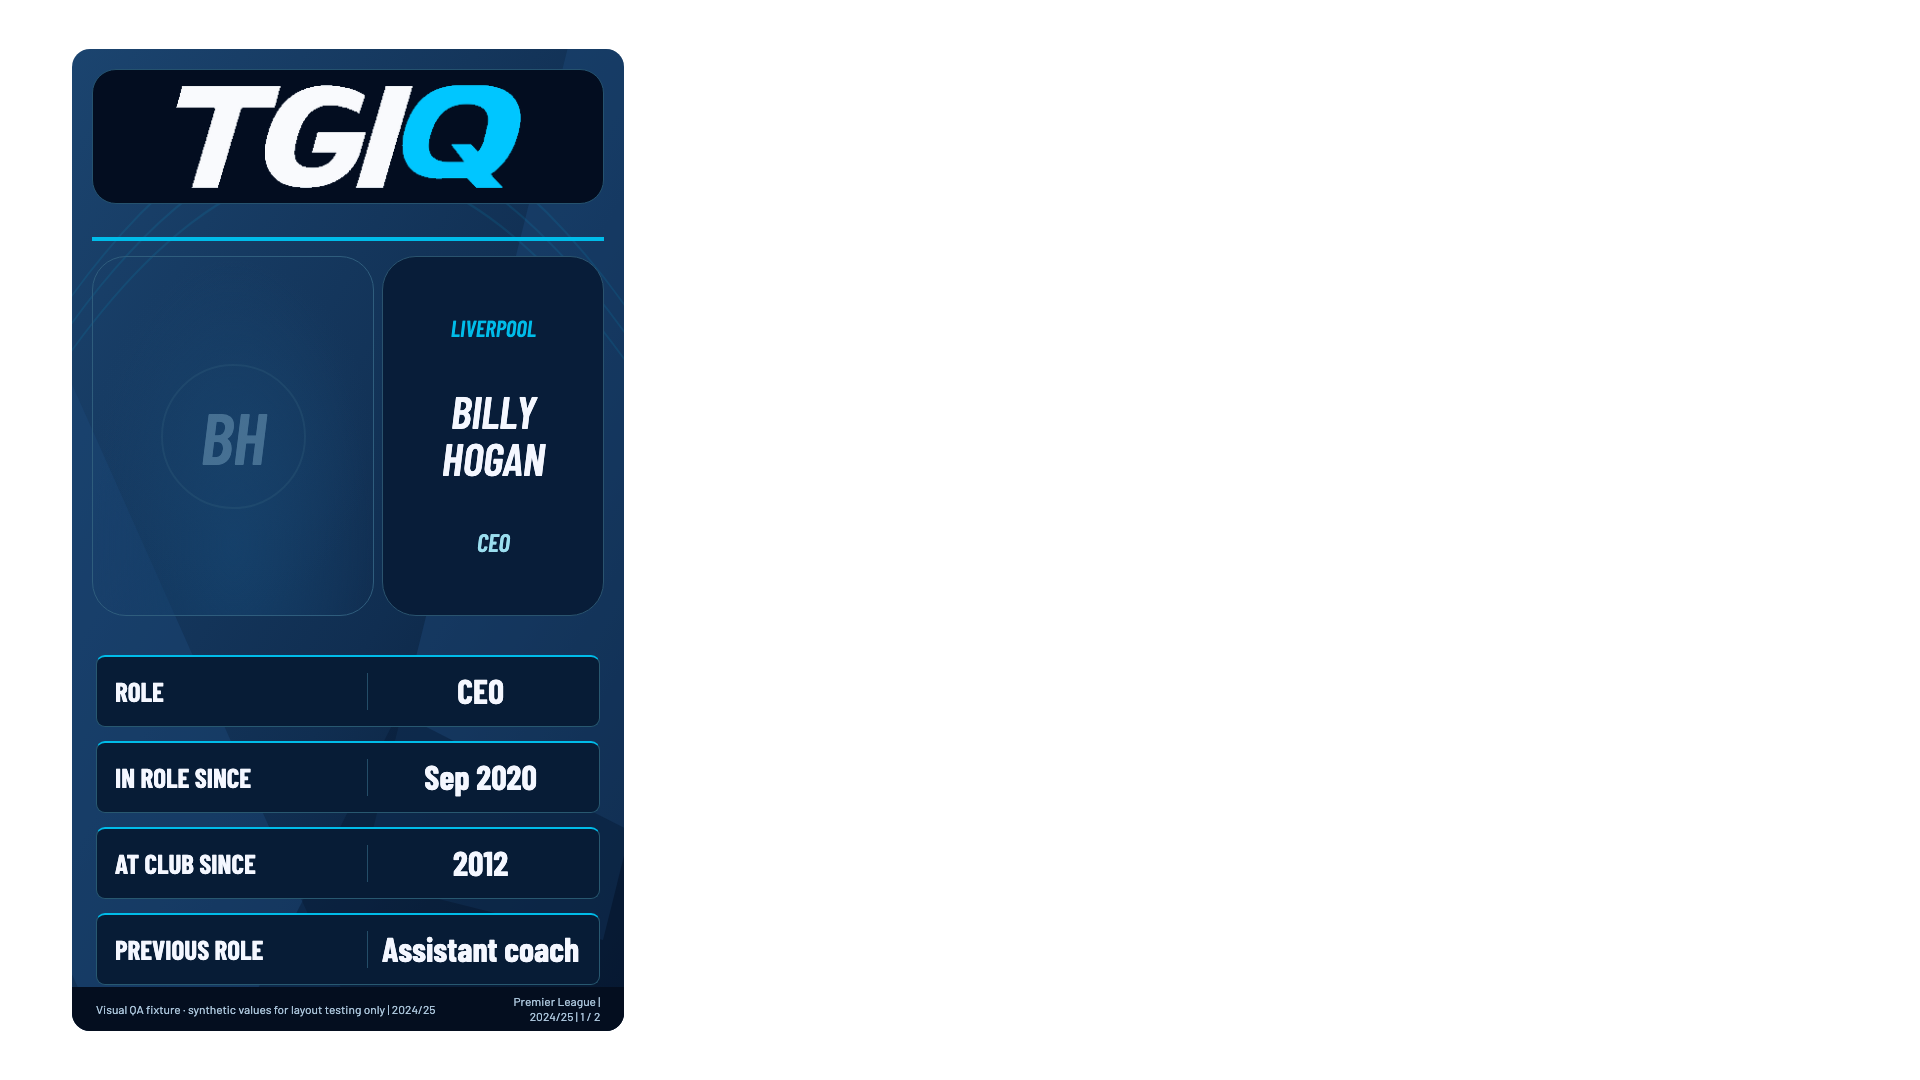 TGIQ
BH
LIVERPOOL
BILLY
HOGAN
CEO
ROLE
CEO
IN ROLE SINCE
Sep 2020
AT CLUB SINCE
2012
PREVIOUS ROLE
Assistant coach
Visual QA fixture · synthetic values for layout testing only | 2024/25
Premier League |
2024/25 | 1 / 2